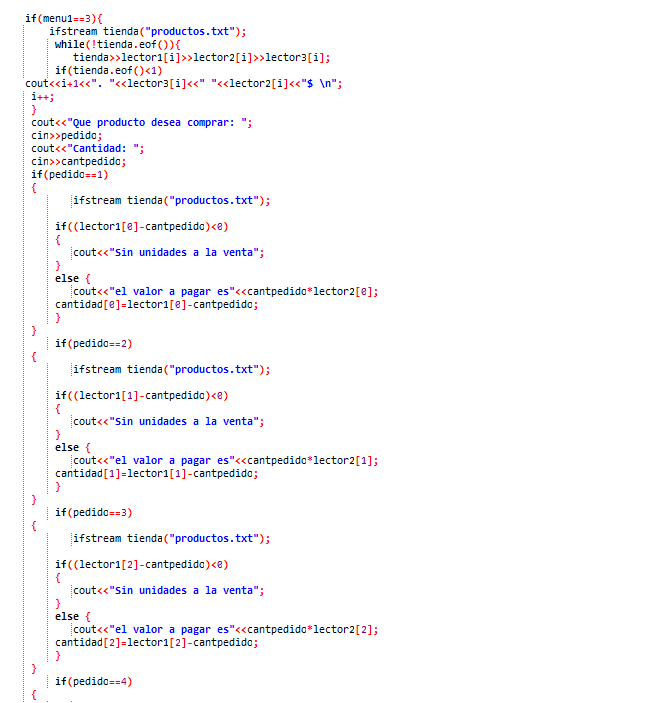 if(menu1==3){
ifstream tienda("productos.txt");
while(!tienda.eof()){
tienda>>lector1[i]>>lector2[i]>>lector3[i];
if(tienda.eof()<1)
cout<<i+1<<". "<<lector3[i]<<" "<<lector2[i]<<"$ \n";
i++;
}
cout<<"Que producto desea comprar: ";
cin>>pedido;
cout<<"Cantidad: ";
cin>>cantpedido;
if(pedido==1)
{
ifstream tienda("productos.txt");
if((lector1[0]-cantpedido)<0)
{
cout<<"Sin unidades a la venta";
}
else {
cout<<"el valor a pagar es"<<cantpedido*lector2[0];
cantidad[0]=lector1[0]-cantpedido;
}
}
if(pedido==2)
{
ifstream tienda("productos.txt");
if((lector1[1]-cantpedido)<0)
{
cout<<"Sin unidades a la venta";
}
else {
cout<<"el valor a pagar es"<<cantpedido*lector2[1];
cantidad[1]=lector1[1]-cantpedido;
}
}
if(pedido==3)
{
ifstream tienda("productos.txt");
if((lector1[2]-cantpedido)<0)
{
cout<<"Sin unidades a la venta";
}
else {
cout<<"el valor a pagar es"<<cantpedido*lector2[2];
cantidad[2]=lector1[2]-cantpedido;
}
}
if(pedido==4)
{